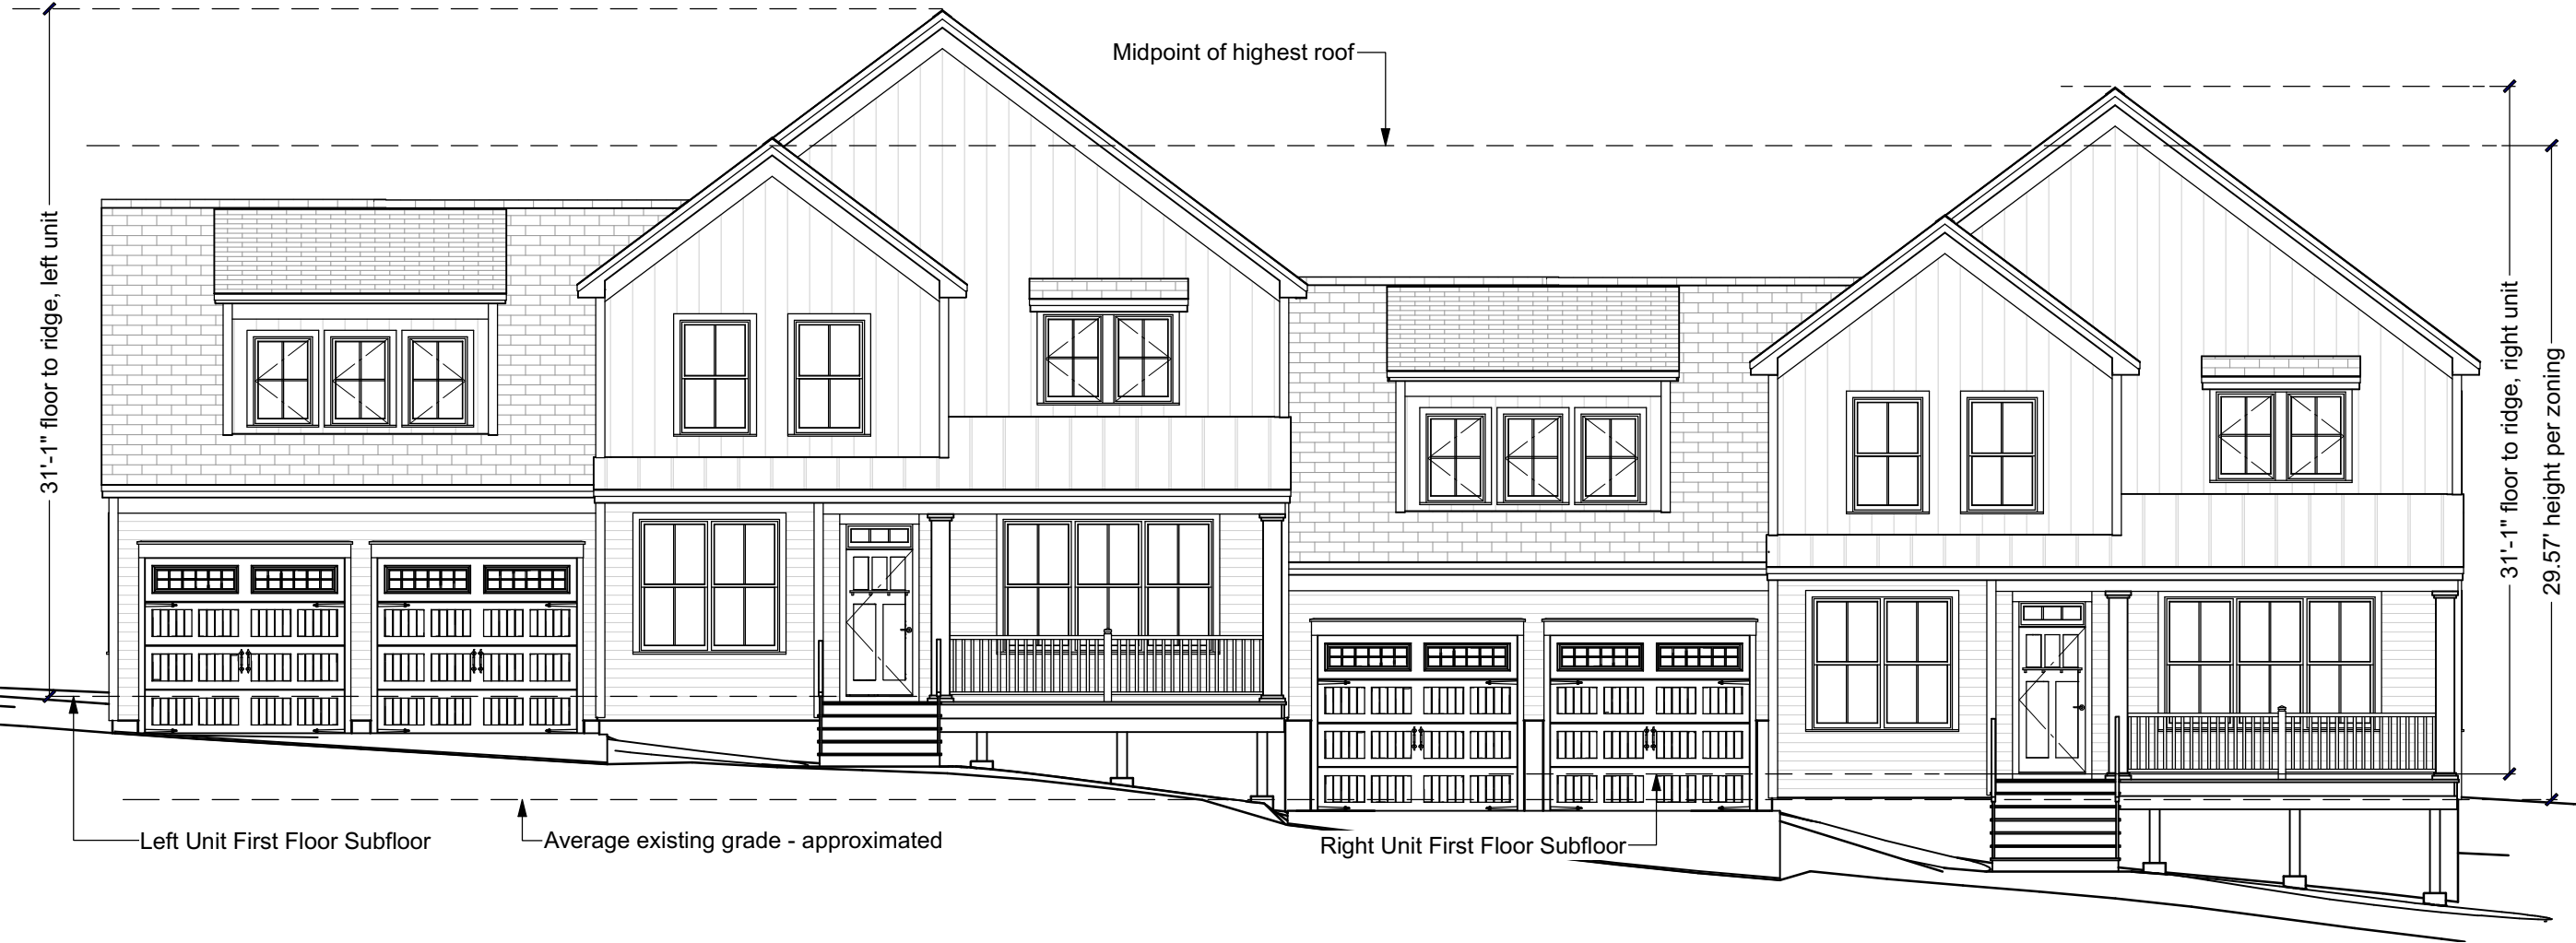 Midpoint of highest roof
31'-1" floor to ridge, left unit
31'-1" floor to ridge, right unit
29.57' height per zoning
Left Unit First Floor Subfloor
Average existing grade - approximated
Right Unit First Floor Subfloor